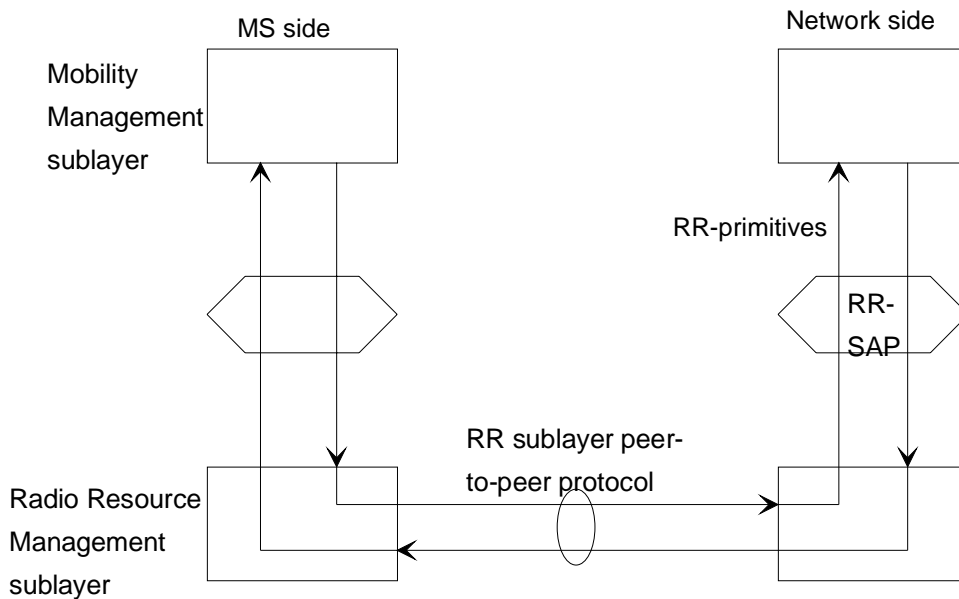 MS side
Network side
Mobility
Management
sublayer
RR-primitives
RR-
SAP
RR sublayer peer-
to-peer protocol
Radio Resource
Management
sublayer